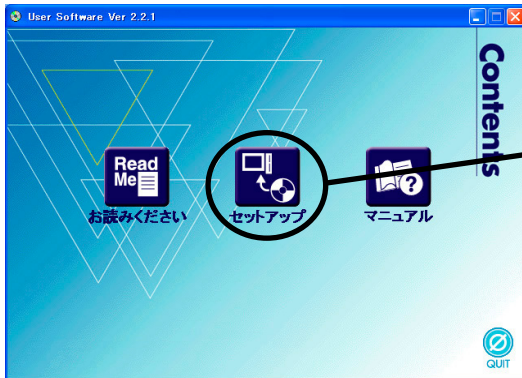 User Software Ver 2.2.1
Contents
Read
Me
お読みください
セットアップ
マニュアル
?
QUIT